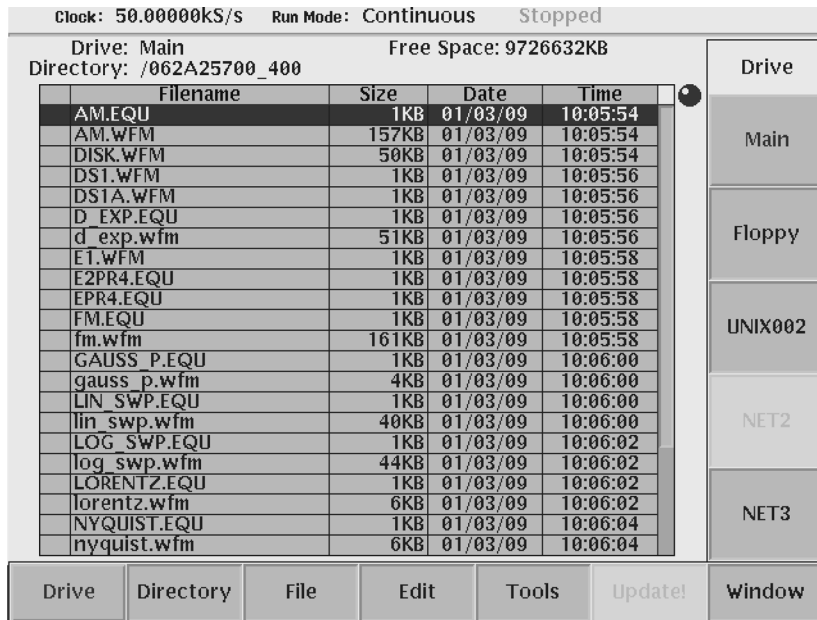 Clock: 50.00000kS/s Run Mode: Continuous Stopped
Drive: Main Free Space: 9726632KB
Directory: /062A25700_400
Filename Size Date Time
AM.EQU 1KB 01/03/09 10:05:54
AM.WFM 157KB 01/03/09 10:05:54
DISK.WFM 50KB 01/03/09 10:05:54
DS1.WFM 1KB 01/03/09 10:05:56
DS1A.WFM 1KB 01/03/09 10:05:56
D_EXP.EQU 1KB 01/03/09 10:05:56
d_exp.wfm 51KB 01/03/09 10:05:56
E1.WFM 1KB 01/03/09 10:05:58
E2PR4.EQU 1KB 01/03/09 10:05:58
EPR4.EQU 1KB 01/03/09 10:05:58
FM.EQU 1KB 01/03/09 10:05:58
fm.wfm 161KB 01/03/09 10:05:58
GAUSS_P.EQU 1KB 01/03/09 10:06:00
gauss_p.wfm 4KB 01/03/09 10:06:00
LIN_SWP.EQU 1KB 01/03/09 10:06:00
lin_swp.wfm 40KB 01/03/09 10:06:00
LOG_SWP.EQU 1KB 01/03/09 10:06:02
log_swp.wfm 44KB 01/03/09 10:06:02
LORENTZ.EQU 1KB 01/03/09 10:06:02
lorentz.wfm 6KB 01/03/09 10:06:02
NYQUIST.EQU 1KB 01/03/09 10:06:04
nyquist.wfm 6KB 01/03/09 10:06:04
Drive
Main
Floppy
UNIX002
NET2
NET3
Drive Directory File Edit Tools Update! Window